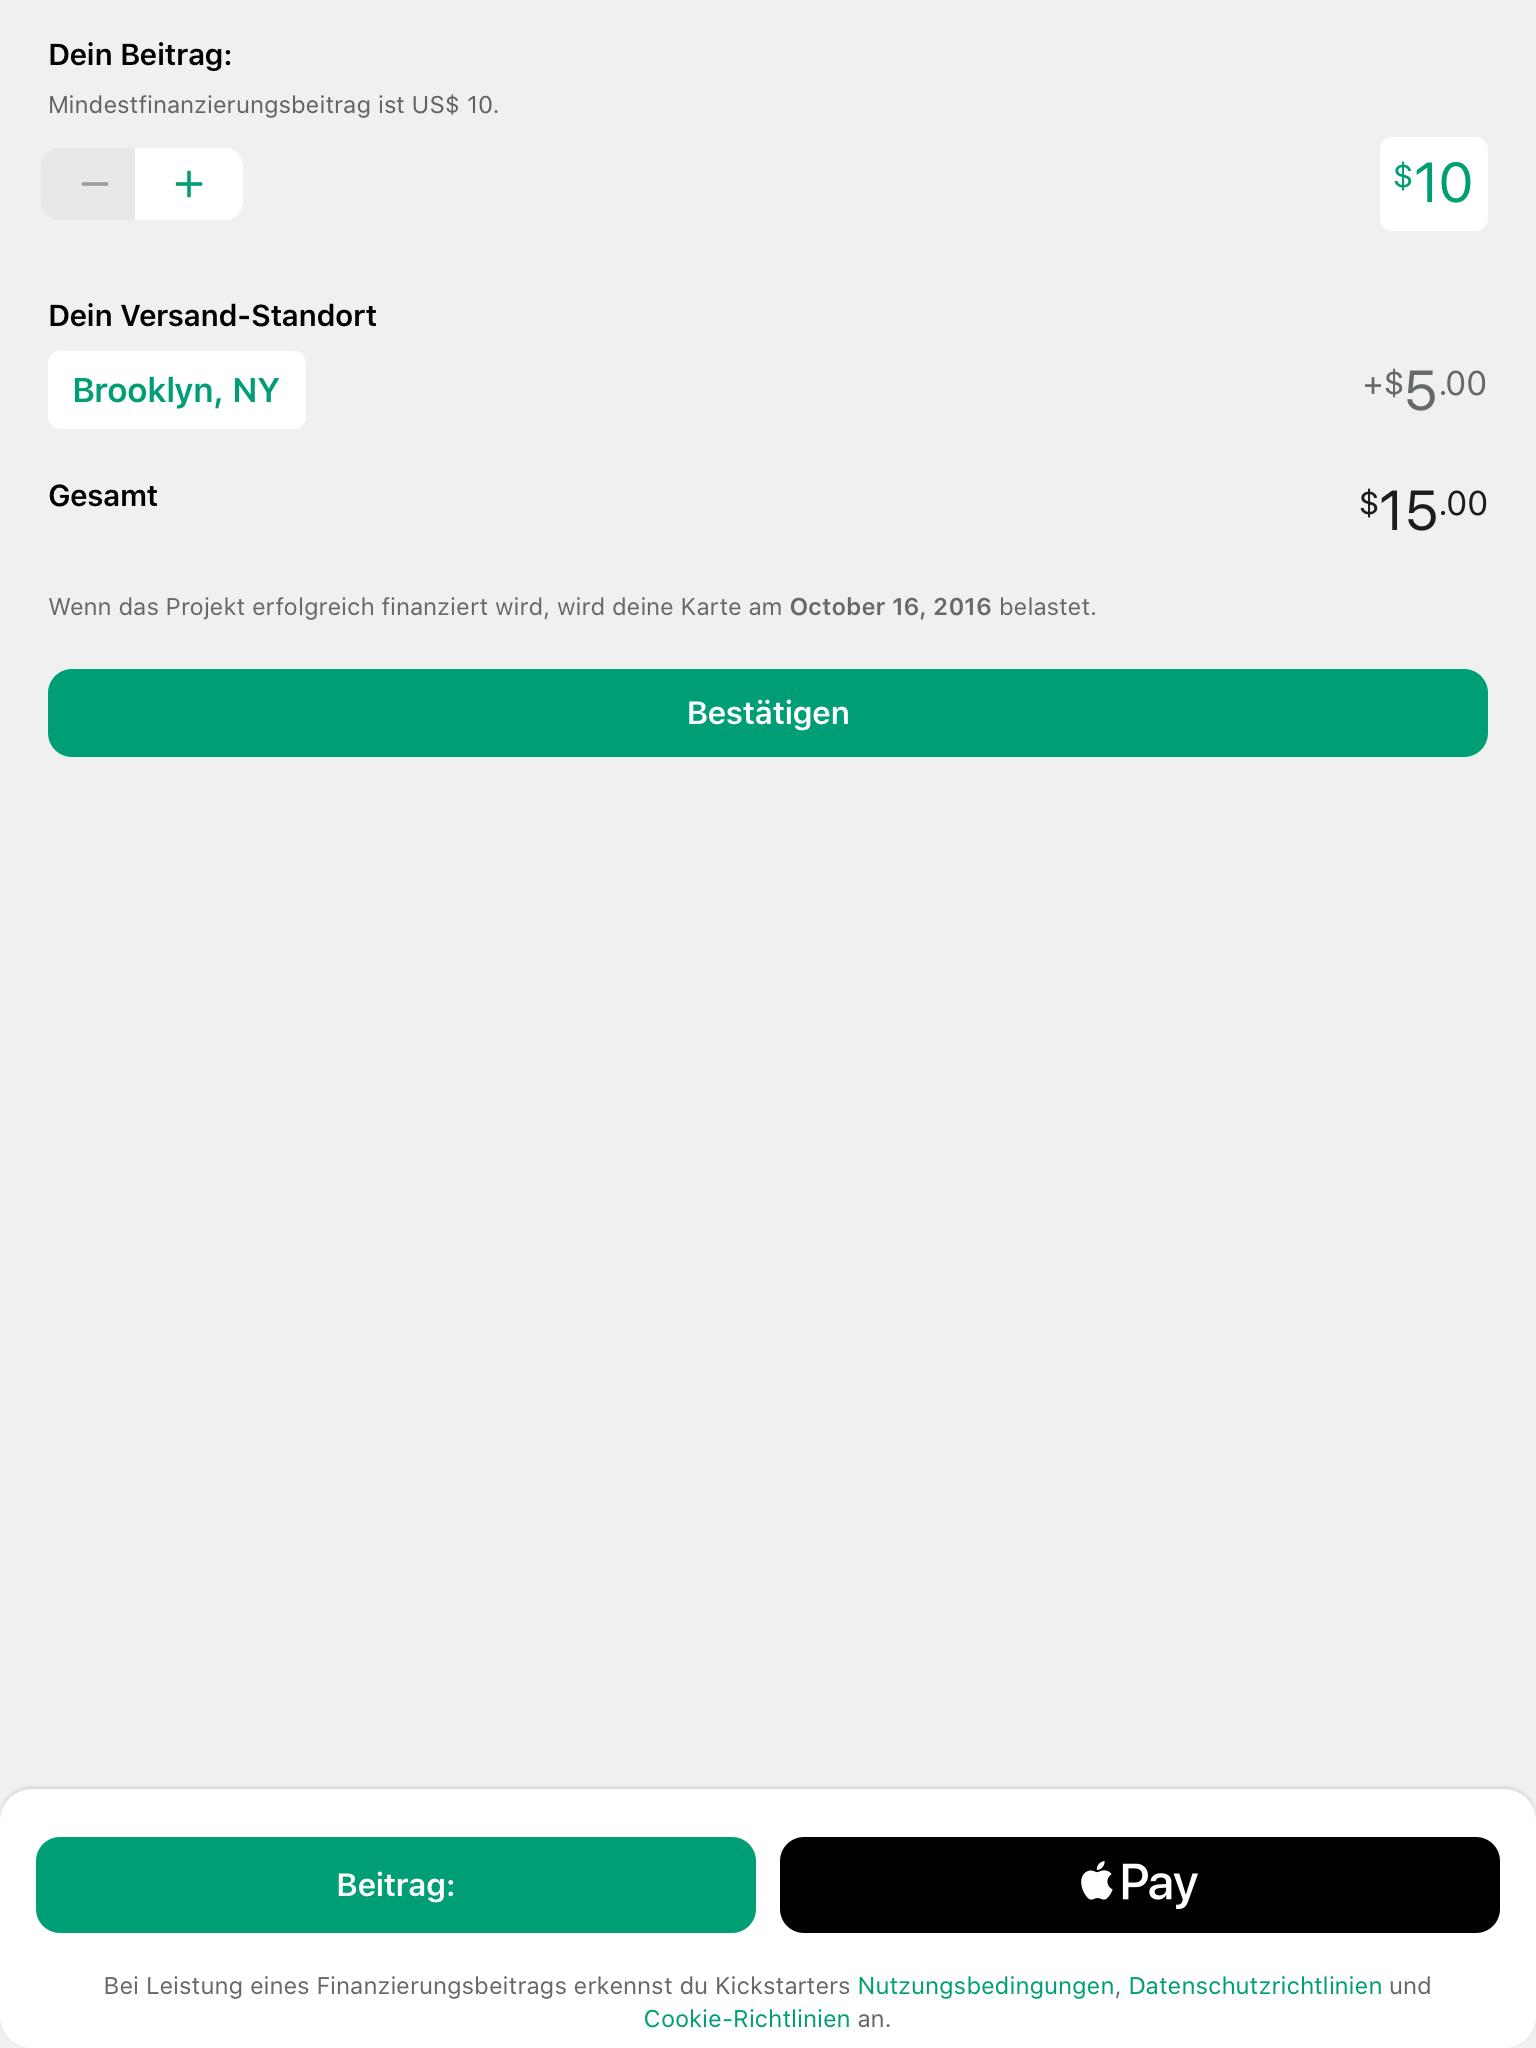 Dein Beitrag:
Mindestfinanzierungsbeitrag ist US$ 10.
− + $10
Dein Versand-Standort
Brooklyn, NY +$5.00
Gesamt $15.00
Wenn das Projekt erfolgreich finanziert wird, wird deine Karte am October 16, 2016 belastet.
Bestätigen
Beitrag: Pay
Bei Leistung eines Finanzierungsbeitrags erkennst du Kickstarters Nutzungsbedingungen, Datenschutzrichtlinien und
Cookie-Richtlinien an.